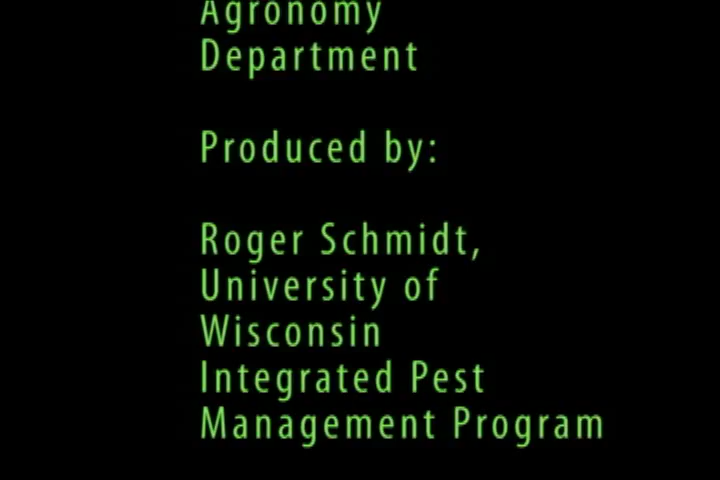 Agronomy
Department
Produced by:
Roger Schmidt,
University of
Wisconsin
Integrated Pest
Management Program